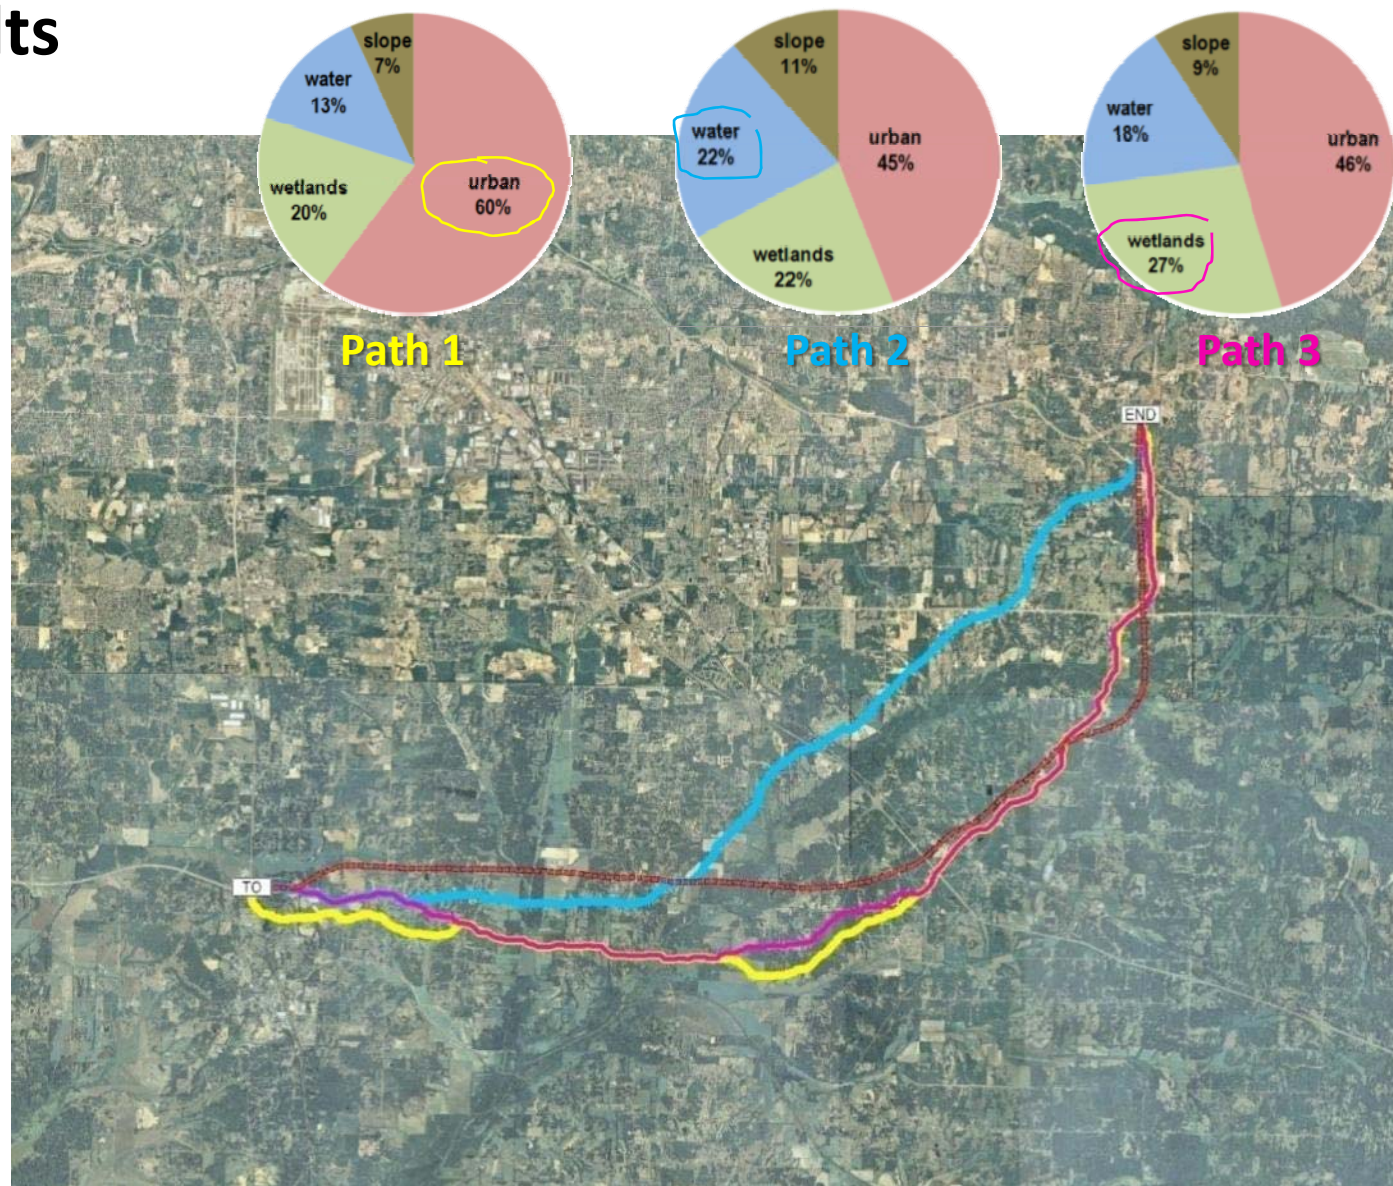 lts
slope
7%
water
13%
wetlands
20%
urban
60%
Path 1
slope
11%
water
22%
urban
45%
wetlands
22%
Path 2
slope
9%
water
18%
urban
46%
wetlands
27%
Path 3
END
TO